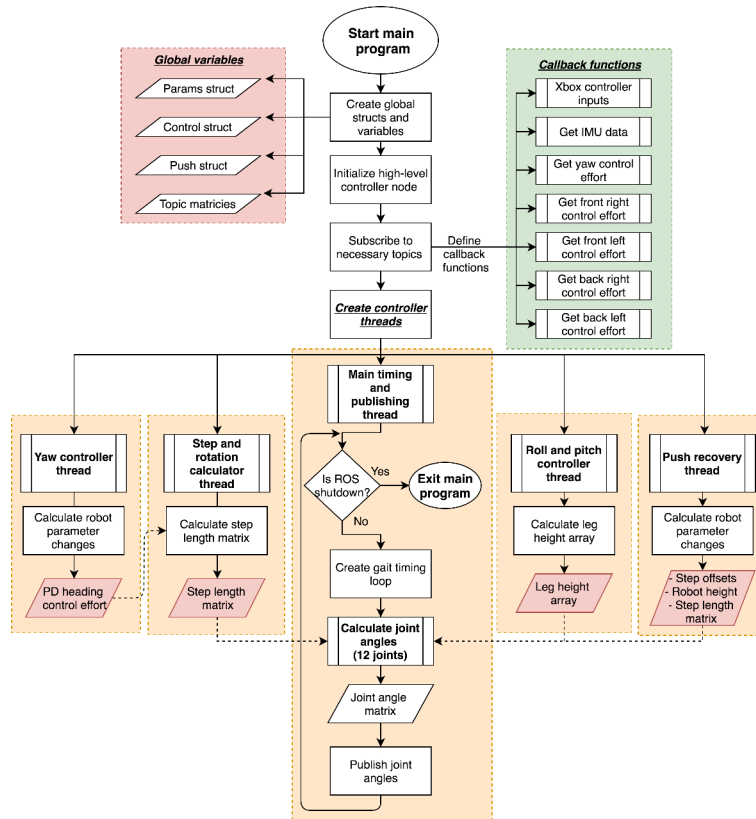 Start main
program
Global variables
Params struct
Control struct
Push struct
Topic matricies
Create global
structs and
variables
Initialize high-level
controller node
Subscribe to
necessary topics
Define
callback
functions
Callback functions
Xbox controller
inputs
Get IMU data
Get yaw control
effort
Get front right
control effort
Get front left
control effort
Get back right
control effort
Get back left
control effort
Create controller
threads
Yaw controller
thread
Calculate robot
parameter
changes
PD heading
control effort
Step and
rotation
calculator
thread
Calculate step
length matrix
Step length
matrix
Main timing
and
publishing
thread
Is ROS
shutdown?
Yes
Exit main
program
No
Create gait timing
loop
Calculate joint
angles
(12 joints)
Joint angle
matrix
Publish joint
angles
Roll and pitch
controller
thread
Calculate leg
height array
Leg height
array
Push recovery
thread
Calculate robot
parameter
changes
- Step offsets
- Robot height
- Step length
matrix